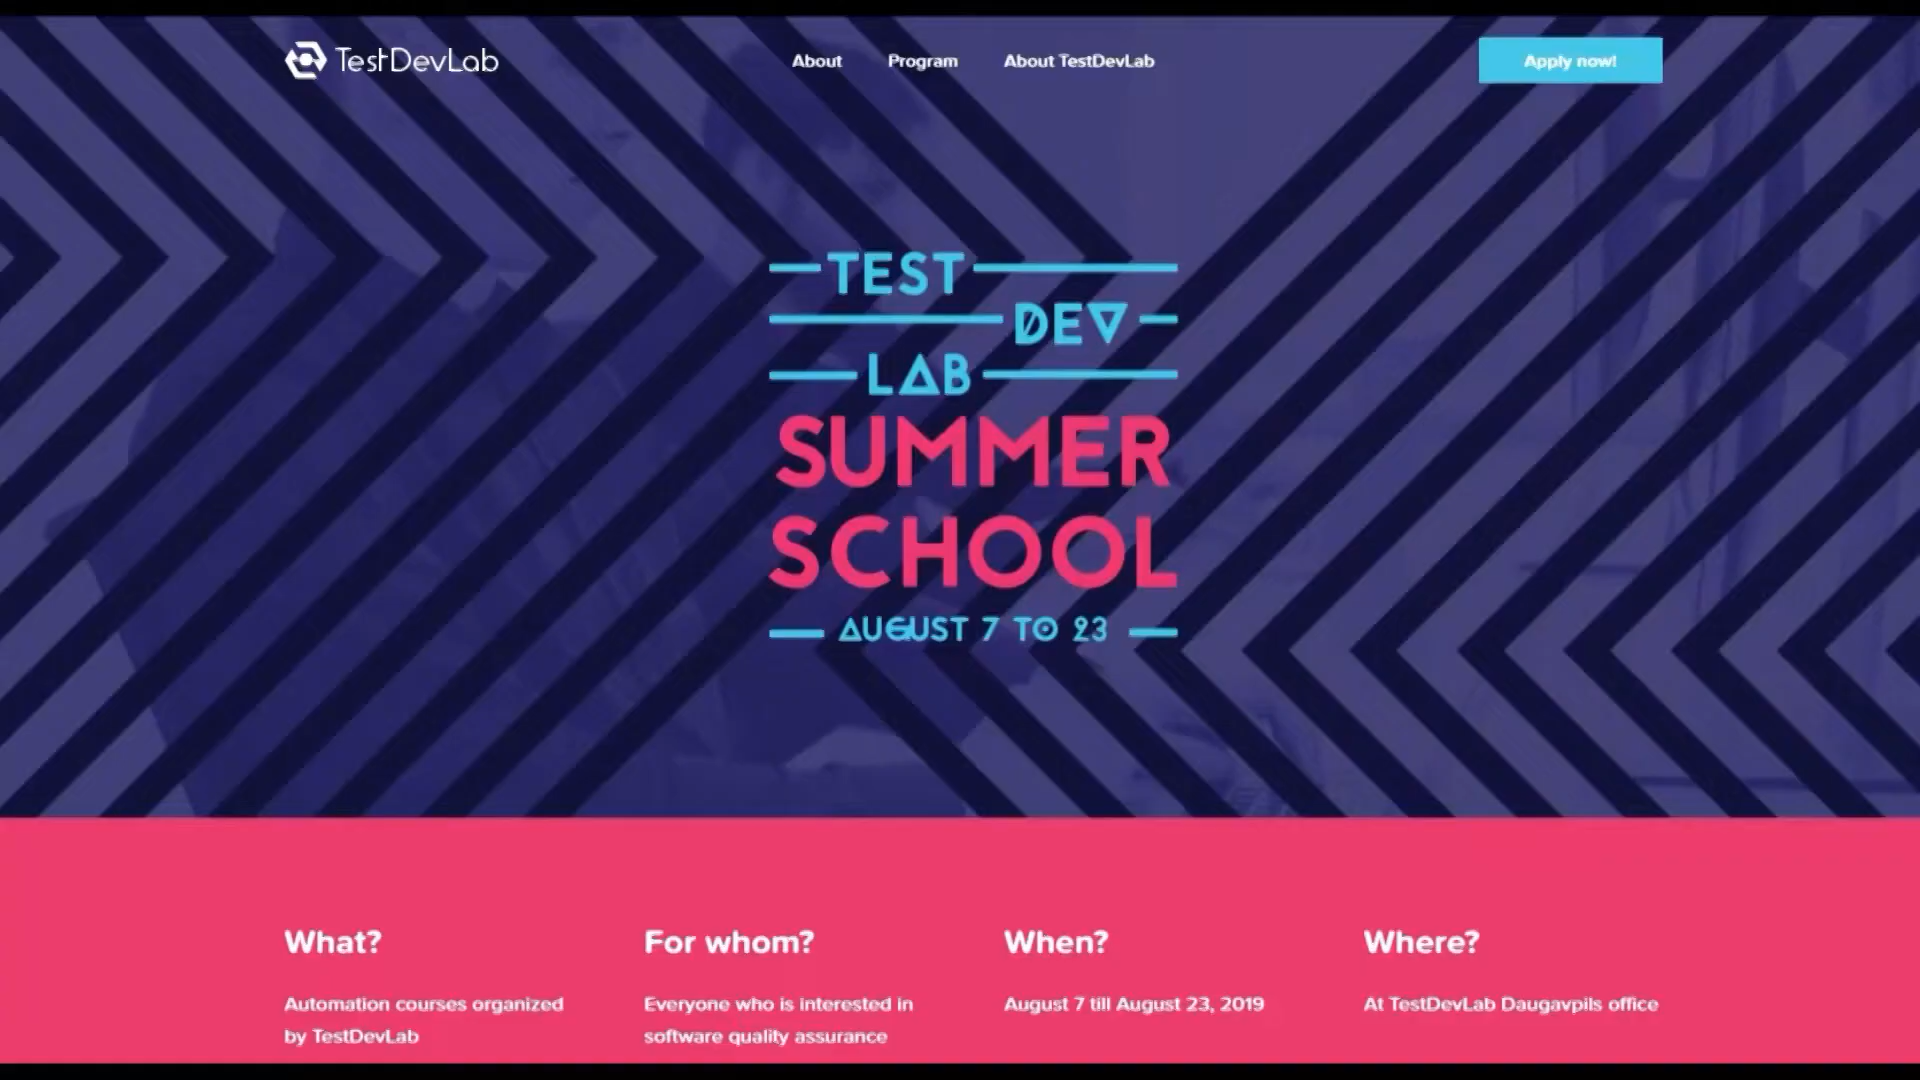 TestDevLab
About Program About TestDevLab
Apply now!
TEST
DEV
LAB
SUMMER
SCHOOL
AUGUST 7 TO 23
What?
Automation courses organized
by TestDevLab
For whom?
Everyone who is interested in
software quality assurance
When?
August 7 till August 23, 2019
Where?
At TestDevLab Daugavpils office